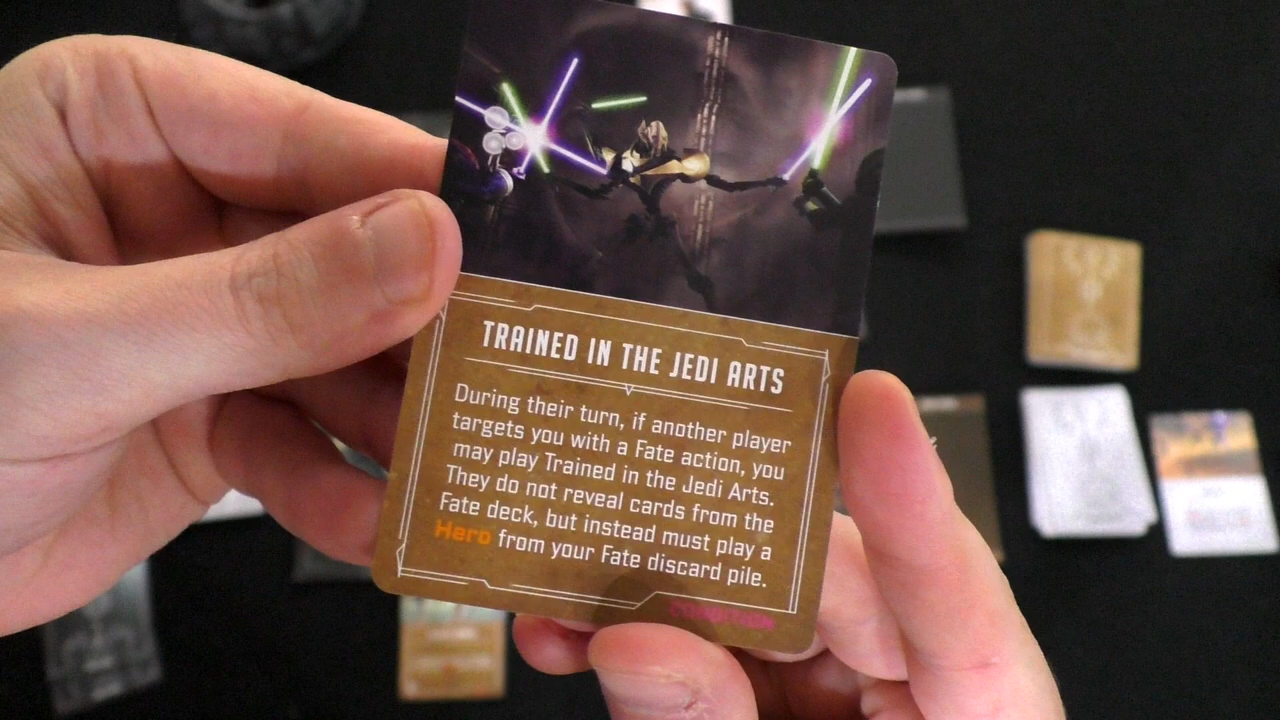 TRAINED IN THE JEDI ARTS
During their turn, if another player
targets you with a Fate action, you
may play Trained in the Jedi Arts.
They do not reveal cards from the
Fate deck, but instead must play a
Hero from your Fate discard pile.
CONDITION